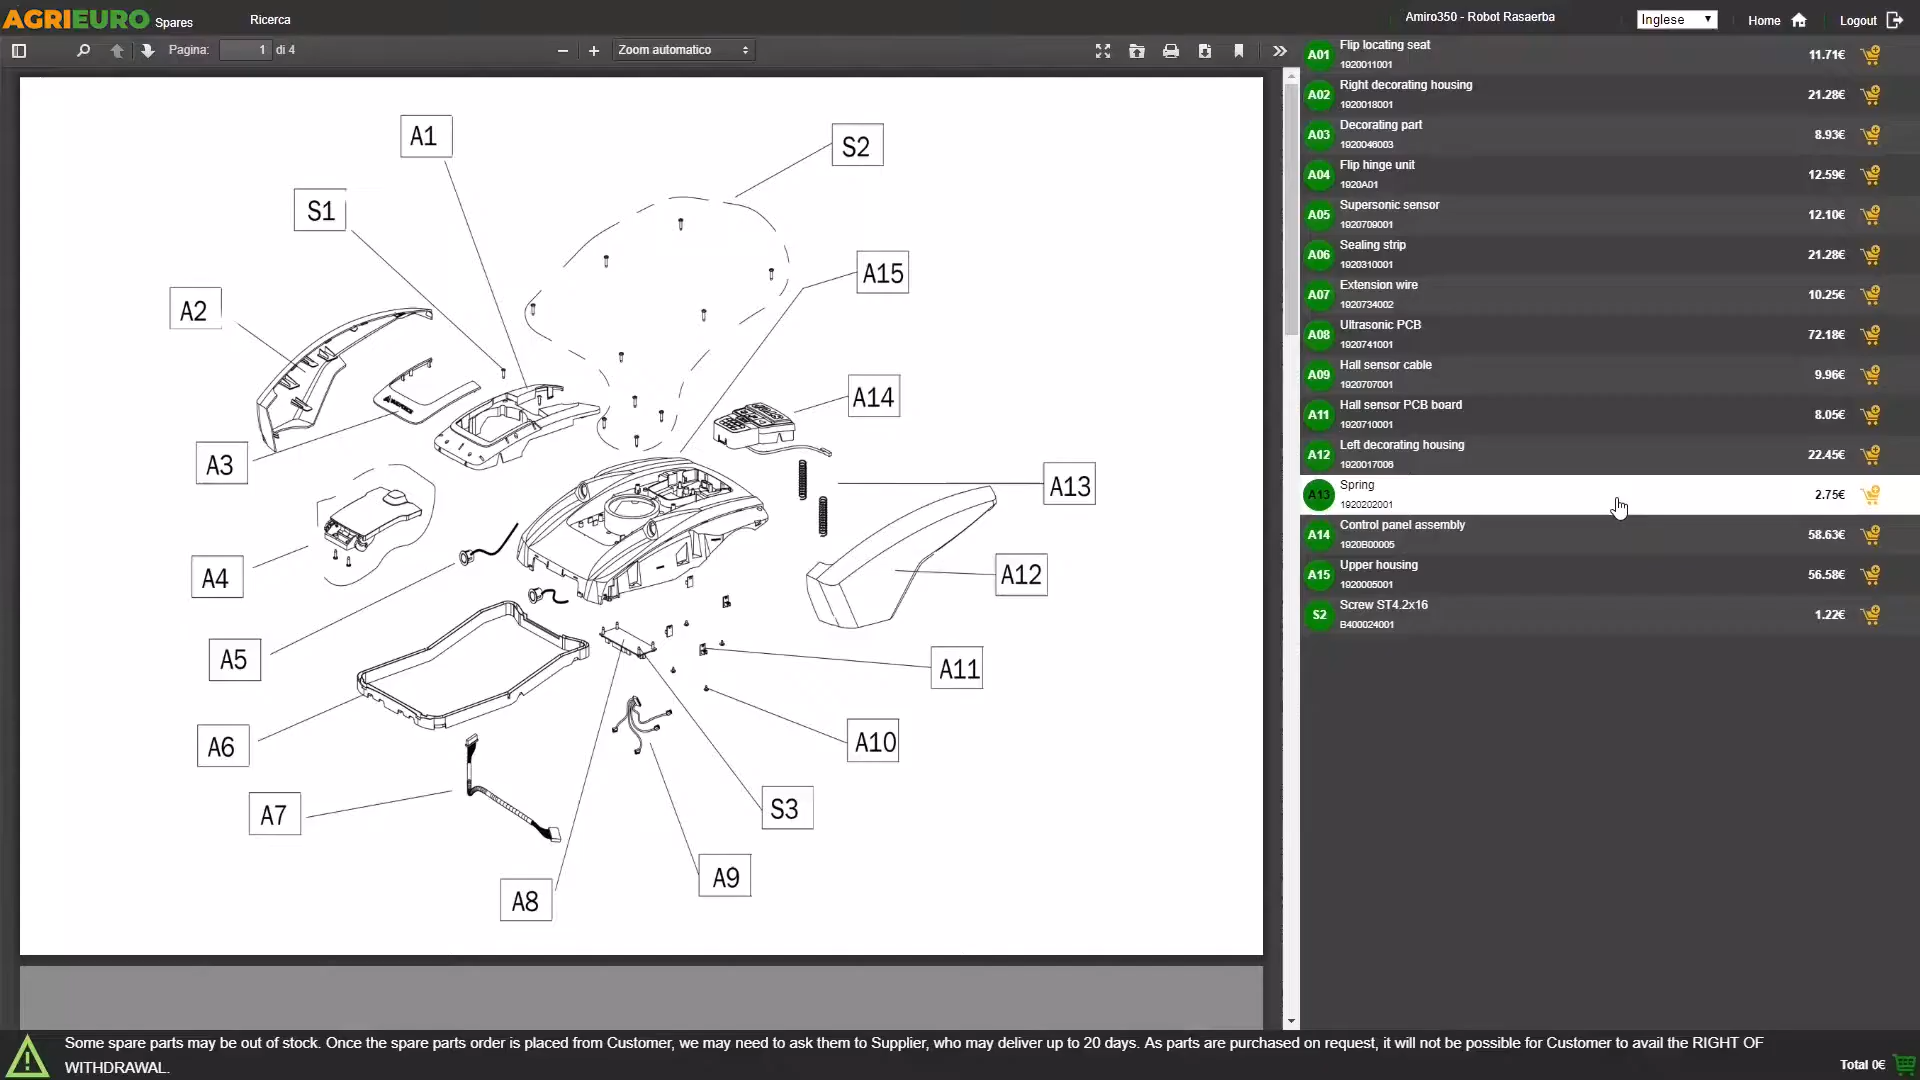 AGRIEURO Spares
Ricerca
Amiro350 - Robot Rasaerba
Inglese
Home
Logout
Pagina: 1 di 4
Zoom automatico
A1
S2
S1
A15
A2
A14
A3
A13
A4
A12
A5
A11
A6
A10
A7
S3
A9
A8
A01 Flip locating seat 11.71€
1920011001
A02 Right decorating housing 21.28€
1920018001
A03 Decorating part 8.93€
1920046003
A04 Flip hinge unit 12.59€
1920A01
A05 Supersonic sensor 12.10€
1920709001
A06 Sealing strip 21.28€
1920310001
A07 Extension wire 10.25€
1920734002
A08 Ultrasonic PCB 72.18€
1920741001
A09 Hall sensor cable 9.96€
1920707001
A11 Hall sensor PCB board 8.05€
1920710001
A12 Left decorating housing 22.45€
1920017006
A13 Spring 2.75€
1920202001
A14 Control panel assembly 58.63€
1920B00005
A15 Upper housing 56.58€
1920005001
S2 Screw ST4.2x16 1.22€
B400024001
Some spare parts may be out of stock. Once the spare parts order is placed from Customer, we may need to ask them to Supplier, who may deliver up to 20 days. As parts are purchased on request, it will not be possible for Customer to avail the RIGHT OF
WITHDRAWAL.
Total 0€